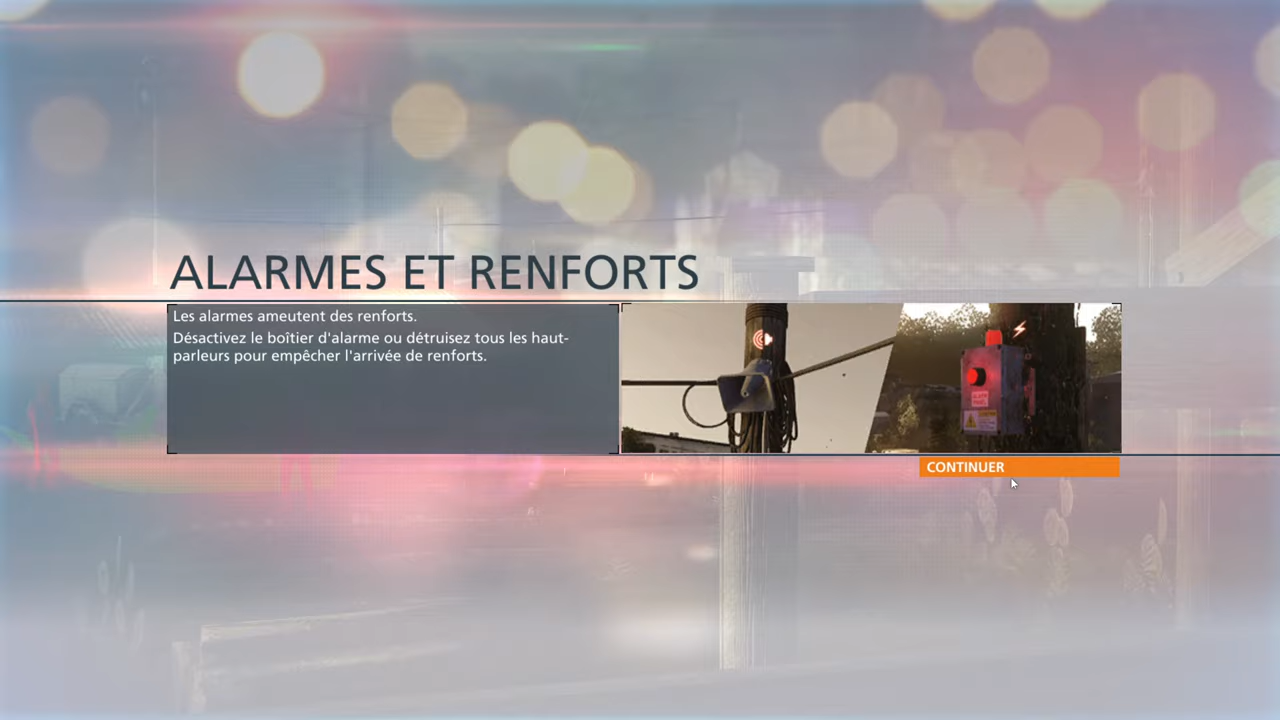 ALARMES ET RENFORTS
Les alarmes ameutent des renforts.
Désactivez le boîtier d'alarme ou détruisez tous les haut-
parleurs pour empêcher l'arrivée de renforts.
CONTINUER